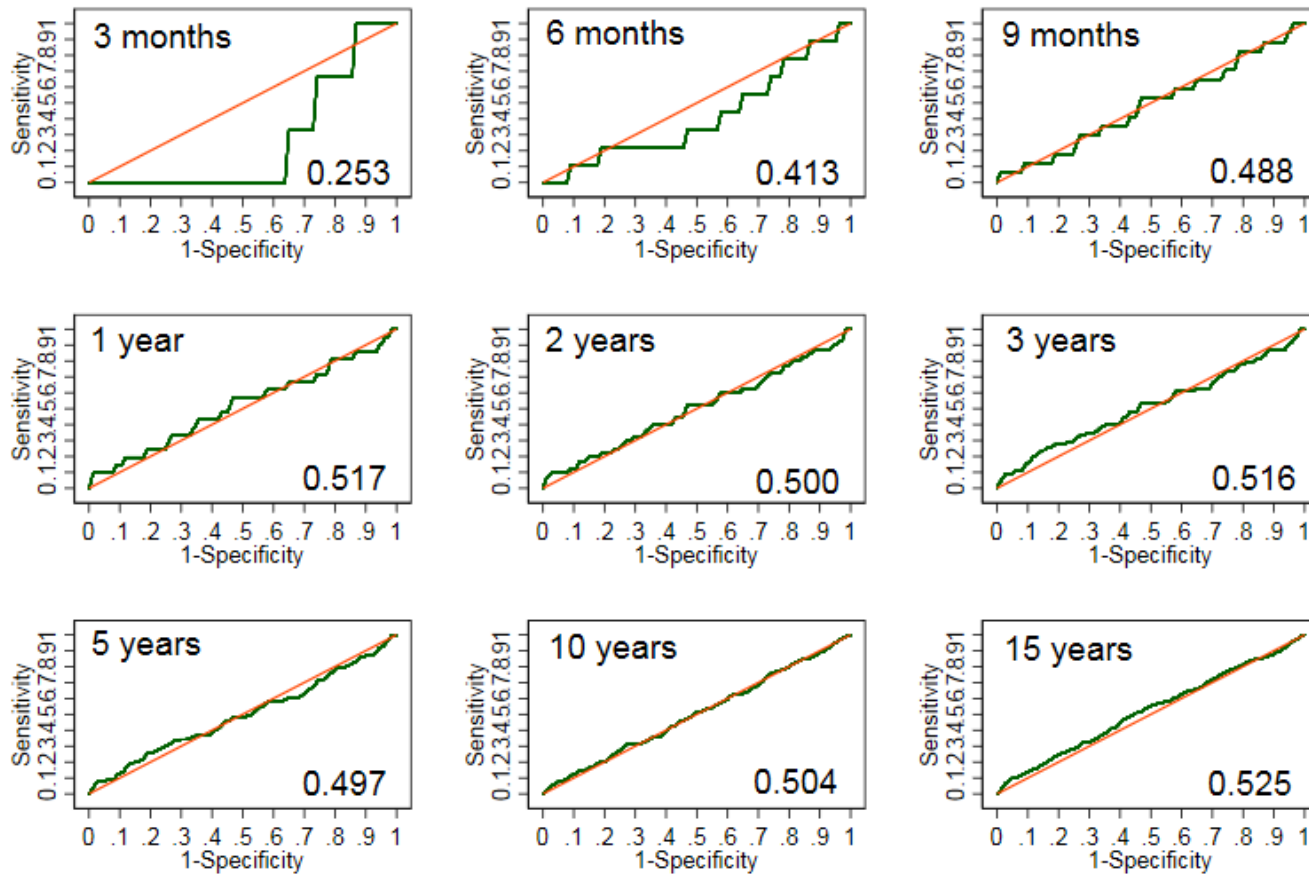 3 months
Sensitivity
0 .1 .2 .3 .4 .5 .6 .7 .8 .9 1
0.253
0 .1 .2 .3 .4 .5 .6 .7 .8 .9 1
1-Specificity
6 months
Sensitivity
0 .1 .2 .3 .4 .5 .6 .7 .8 .9 1
0.413
0 .1 .2 .3 .4 .5 .6 .7 .8 .9 1
1-Specificity
9 months
Sensitivity
0 .1 .2 .3 .4 .5 .6 .7 .8 .9 1
0.488
0 .1 .2 .3 .4 .5 .6 .7 .8 .9 1
1-Specificity
1 year
Sensitivity
0 .1 .2 .3 .4 .5 .6 .7 .8 .9 1
0.517
0 .1 .2 .3 .4 .5 .6 .7 .8 .9 1
1-Specificity
2 years
Sensitivity
0 .1 .2 .3 .4 .5 .6 .7 .8 .9 1
0.500
0 .1 .2 .3 .4 .5 .6 .7 .8 .9 1
1-Specificity
3 years
Sensitivity
0 .1 .2 .3 .4 .5 .6 .7 .8 .9 1
0.516
0 .1 .2 .3 .4 .5 .6 .7 .8 .9 1
1-Specificity
5 years
Sensitivity
0 .1 .2 .3 .4 .5 .6 .7 .8 .9 1
0.497
0 .1 .2 .3 .4 .5 .6 .7 .8 .9 1
1-Specificity
10 years
Sensitivity
0 .1 .2 .3 .4 .5 .6 .7 .8 .9 1
0.504
0 .1 .2 .3 .4 .5 .6 .7 .8 .9 1
1-Specificity
15 years
Sensitivity
0 .1 .2 .3 .4 .5 .6 .7 .8 .9 1
0.525
0 .1 .2 .3 .4 .5 .6 .7 .8 .9 1
1-Specificity